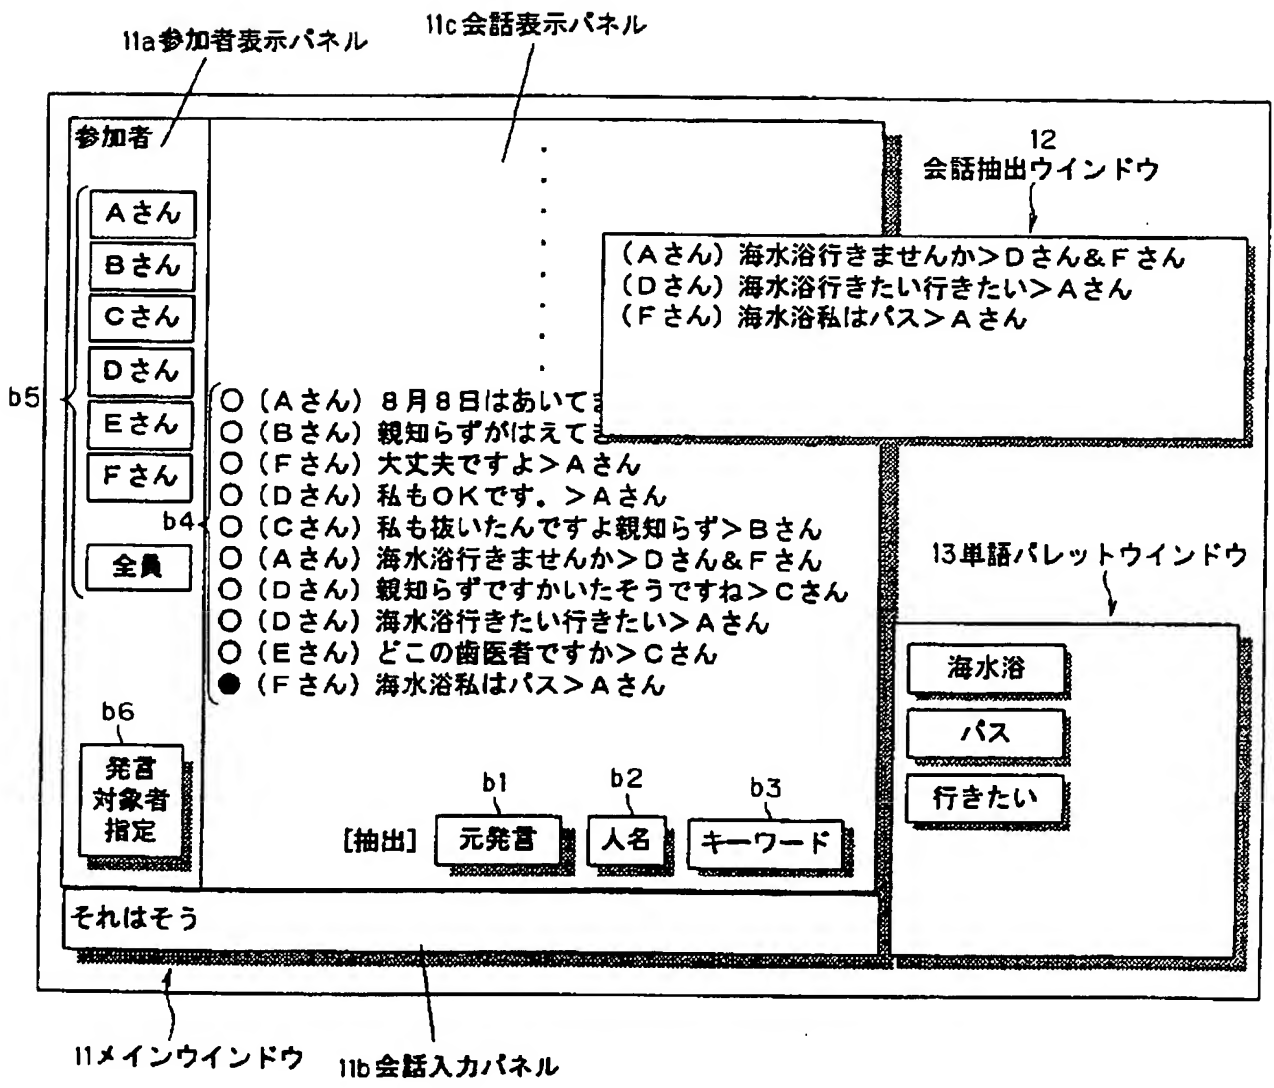 11a参加者表示パネル
11c会話表示パネル
参加者
Aさん
Bさん
Cさん
Dさん
Eさん
Fさん
全員
b5
b4
12
会話抽出ウインドウ
(Aさん) 海水浴行きませんか>Dさん&Fさん
(Dさん) 海水浴行きたい行きたい>Aさん
(Fさん) 海水浴私はパス>Aさん
○ (Aさん) 8月8日はあいてま
○ (Bさん) 親知らずがはえてき
○ (Fさん) 大丈夫ですよ>Aさん
○ (Dさん) 私もOKです。>Aさん
○ (Cさん) 私も抜いたんですよ親知らず>Bさん
○ (Aさん) 海水浴行きませんか>Dさん&Fさん
○ (Dさん) 親知らずですかいたそうですね>Cさん
○ (Dさん) 海水浴行きたい行きたい>Aさん
○ (Eさん) どこの歯医者ですか>Cさん
● (Fさん) 海水浴私はパス>Aさん
13単語パレットウインドウ
海水浴
パス
行きたい
b6
発言
対象者
指定
b1
b2
b3
[抽出]
元発言
人名
キーワード
それはそう
11メインウインドウ
11b会話入力パネル